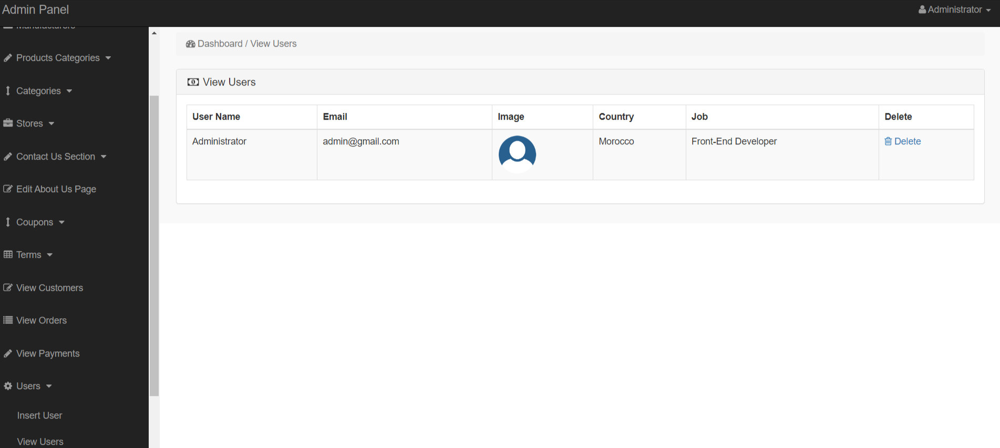 Admin Panel
Administrator
Manufacturers
Products Categories
Categories
Stores
Contact Us Section
Edit About Us Page
Coupons
Terms
View Customers
View Orders
View Payments
Users
Insert User
View Users
Dashboard / View Users
View Users
User Name Email Image Country Job Delete
Administrator admin@gmail.com Morocco Front-End Developer Delete